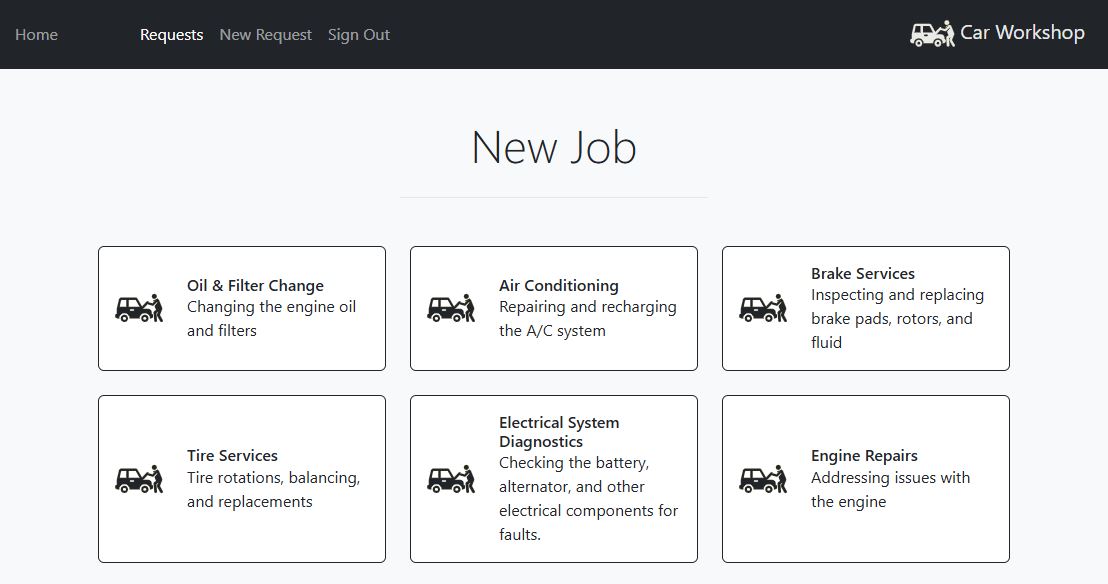 Home Requests New Request Sign Out Car Workshop
New Job
Oil & Filter Change
Changing the engine oil
and filters
Air Conditioning
Repairing and recharging
the A/C system
Brake Services
Inspecting and replacing
brake pads, rotors, and
fluid
Tire Services
Tire rotations, balancing,
and replacements
Electrical System
Diagnostics
Checking the battery,
alternator, and other
electrical components for
faults.
Engine Repairs
Addressing issues with
the engine